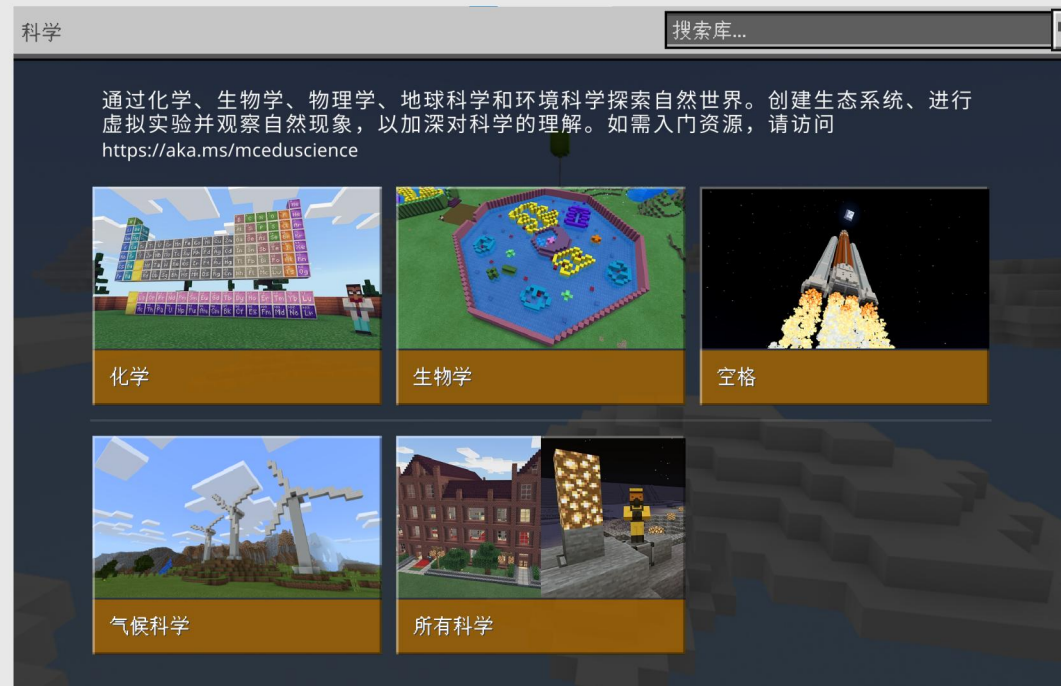 科学
搜索库...
通过化学、生物学、物理学、地球科学和环境科学探索自然世界。创建生态系统、进行
虚拟实验并观察自然现象，以加深对科学的理解。如需入门资源，请访问
https://aka.ms/mceduscience
化学
生物学
空格
气候科学
所有科学